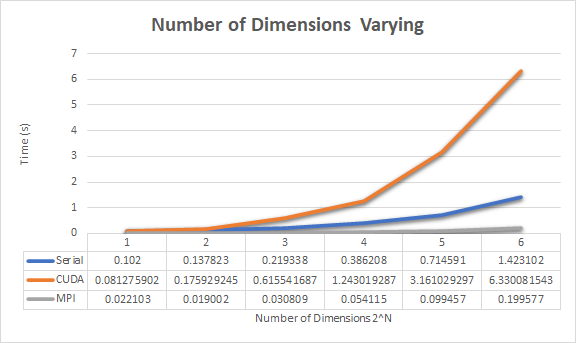 Number of Dimensions Varying
7
6
5
4
3
2
1
0
Time (s)
1 2 3 4 5 6
Serial 0.102 0.137823 0.219338 0.386208 0.714591 1.423102
CUDA 0.081275902 0.175929245 0.615541687 1.243019287 3.161029297 6.330081543
MPI 0.022103 0.019002 0.030809 0.054115 0.099457 0.199577
Number of Dimensions 2^N